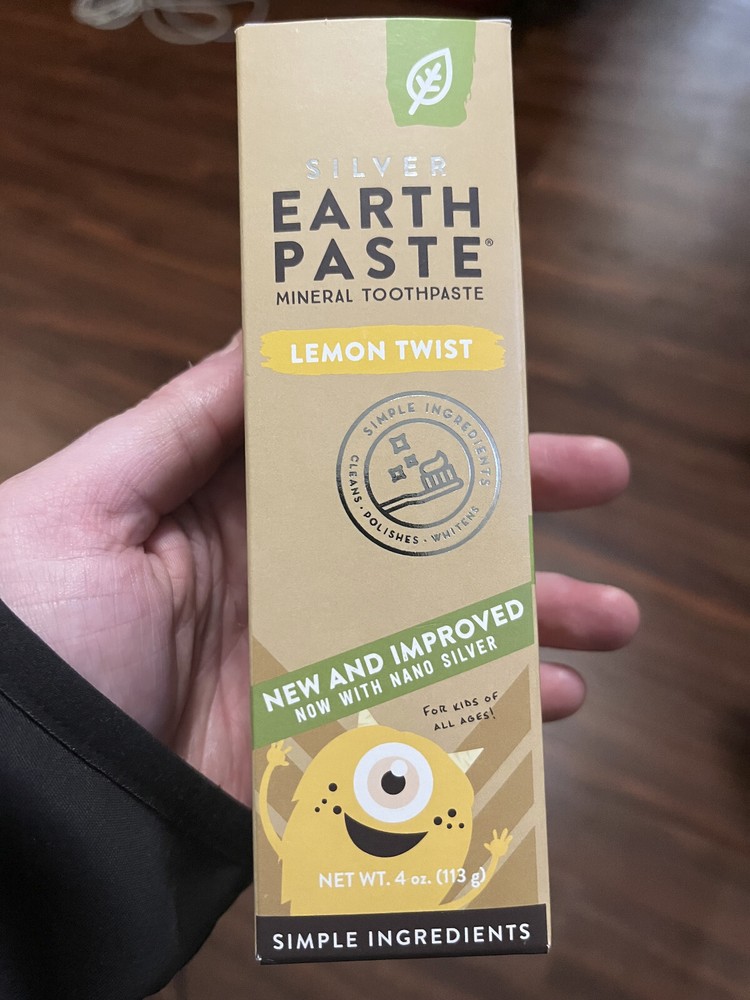 SILVER
EARTH
PASTE®
MINERAL TOOTHPASTE
LEMON TWIST
SIMPLE INGREDIENTS
CLEANS · POLISHES · WHITENS
NEW AND IMPROVED
NOW WITH NANO SILVER
FOR KIDS OF
ALL AGES!
NET WT. 4 oz. (113 g)
SIMPLE INGREDIENTS